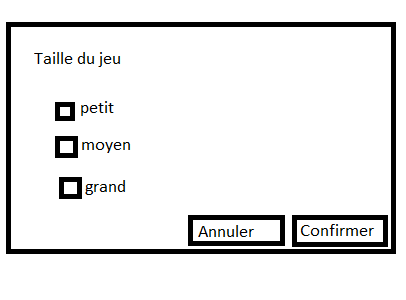 Taille du jeu
petit
moyen
grand
Annuler Confirmer